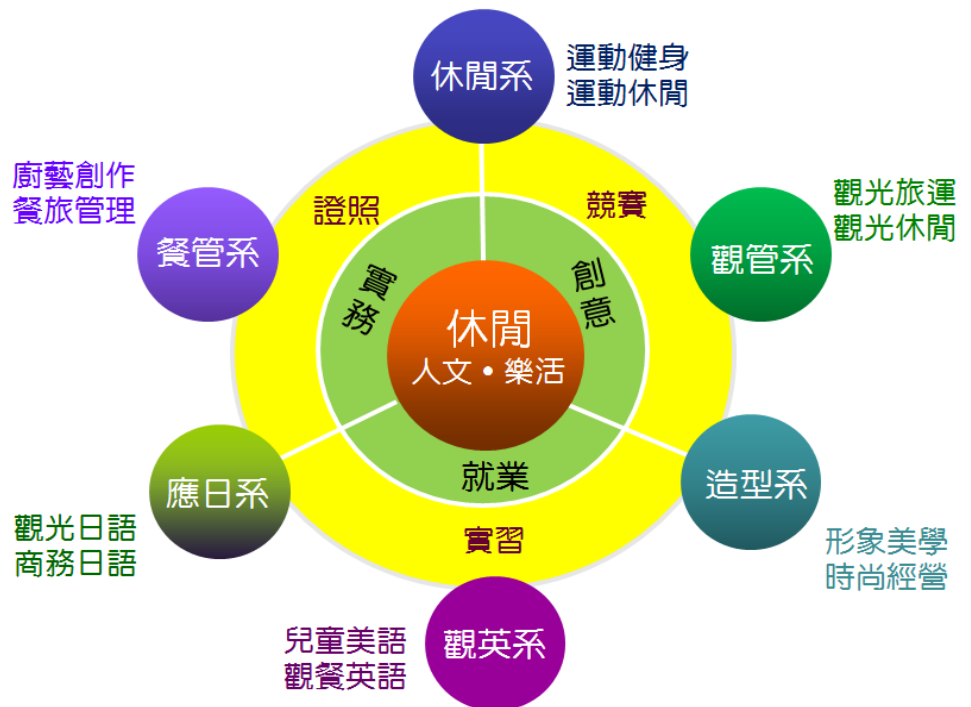 休閒系
運動健身
運動休閒
廚藝創作
餐旅管理
證照
競賽
觀光旅運
觀光休閒
餐管系
觀管系
實務
創意
休閒
人文•樂活
就業
應日系
造型系
觀光日語
商務日語
實習
形象美學
時尚經營
兒童美語
觀餐英語
觀英系